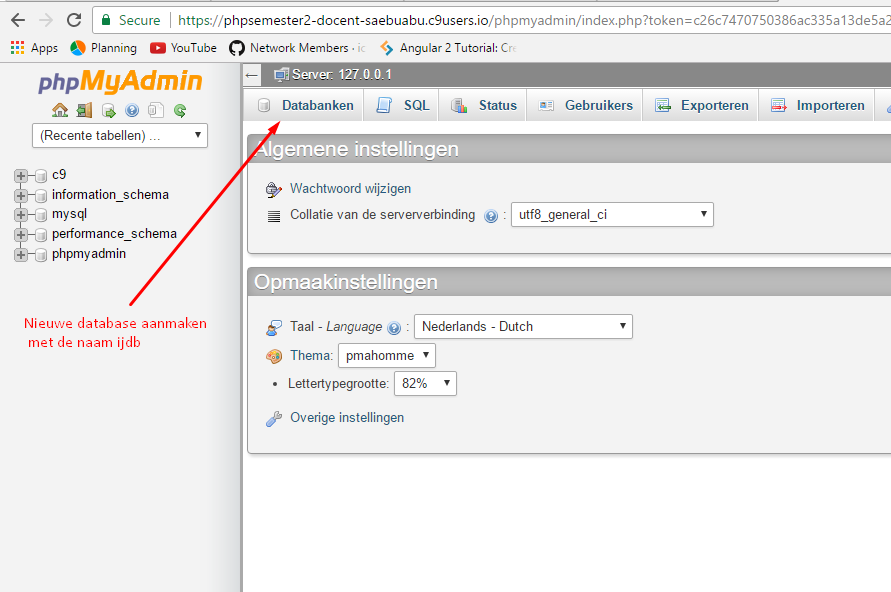 Secure https://phpsemester2-docent-saebuabu.c9users.io/phpmyadmin/index.php?token=c26c7470750386ac335a13de5a2
Apps Planning YouTube Network Members · ic Angular 2 Tutorial: Cre
phpMyAdmin
(Recente tabellen) ...
c9
information_schema
mysql
performance_schema
phpmyadmin
Nieuwe database aanmaken
met de naam ijdb
Server: 127.0.0.1
Databanken SQL Status Gebruikers Exporteren Importeren
Algemene instellingen
Wachtwoord wijzigen
Collatie van de serververbinding : utf8_general_ci
Opmaakinstellingen
Taal - Language : Nederlands - Dutch
Thema: pmahomme
• Lettertypegrootte: 82%
Overige instellingen